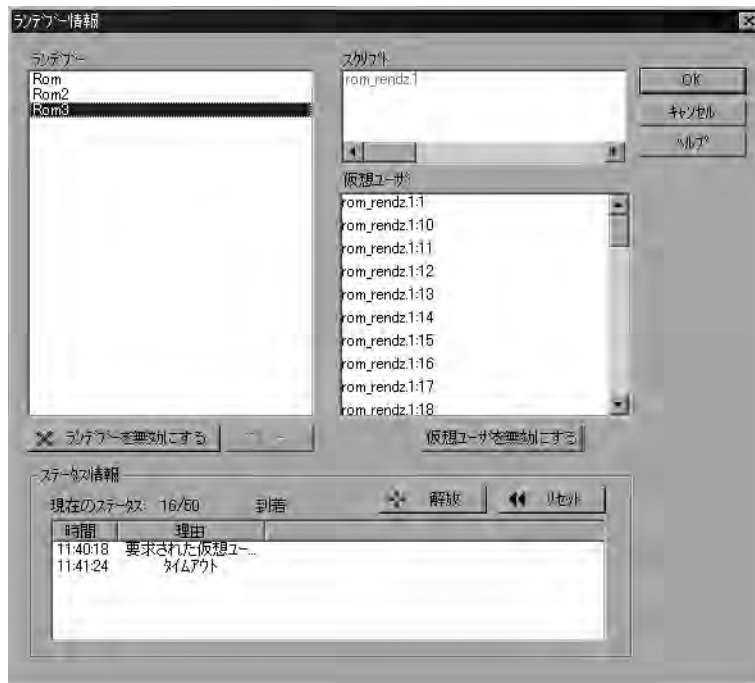 ランデブー情報
ランデブー
Rom
Rom2
Rom3
スクリプト
rom_rendz.1
OK
キャンセル
ヘルプ
仮想ユーザ
rom_rendz.1:1
rom_rendz.1:10
rom_rendz.1:11
rom_rendz.1:12
rom_rendz.1:13
rom_rendz.1:14
rom_rendz.1:15
rom_rendz.1:16
rom_rendz.1:17
rom_rendz.1:18
ランデブーを無効にする
仮想ユーザを無効にする
ステータス情報
現在のステータス: 16/50 到着
解放
リセット
時間 理由
11:40:18 要求された仮想ユー...
11:41:24 タイムアウト